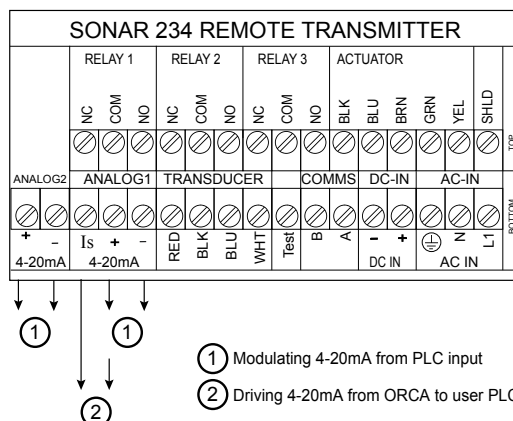 SONAR 234 REMOTE TRANSMITTER
RELAY 1 RELAY 2 RELAY 3 ACTUATOR
NC COM NO NC COM NO NC COM NO BLK BLU BRN GRN YEL SHLD
TOP
ANALOG2 ANALOG1 TRANSDUCER COMMS DC-IN AC-IN
BOTTOM
+ – Is + – RED BLK BLU WHT Test B A – + N L1
4-20mA 4-20mA DC IN AC IN
1 1
1 Modulating 4-20mA from PLC input
2 Driving 4-20mA from ORCA to user PLC
2